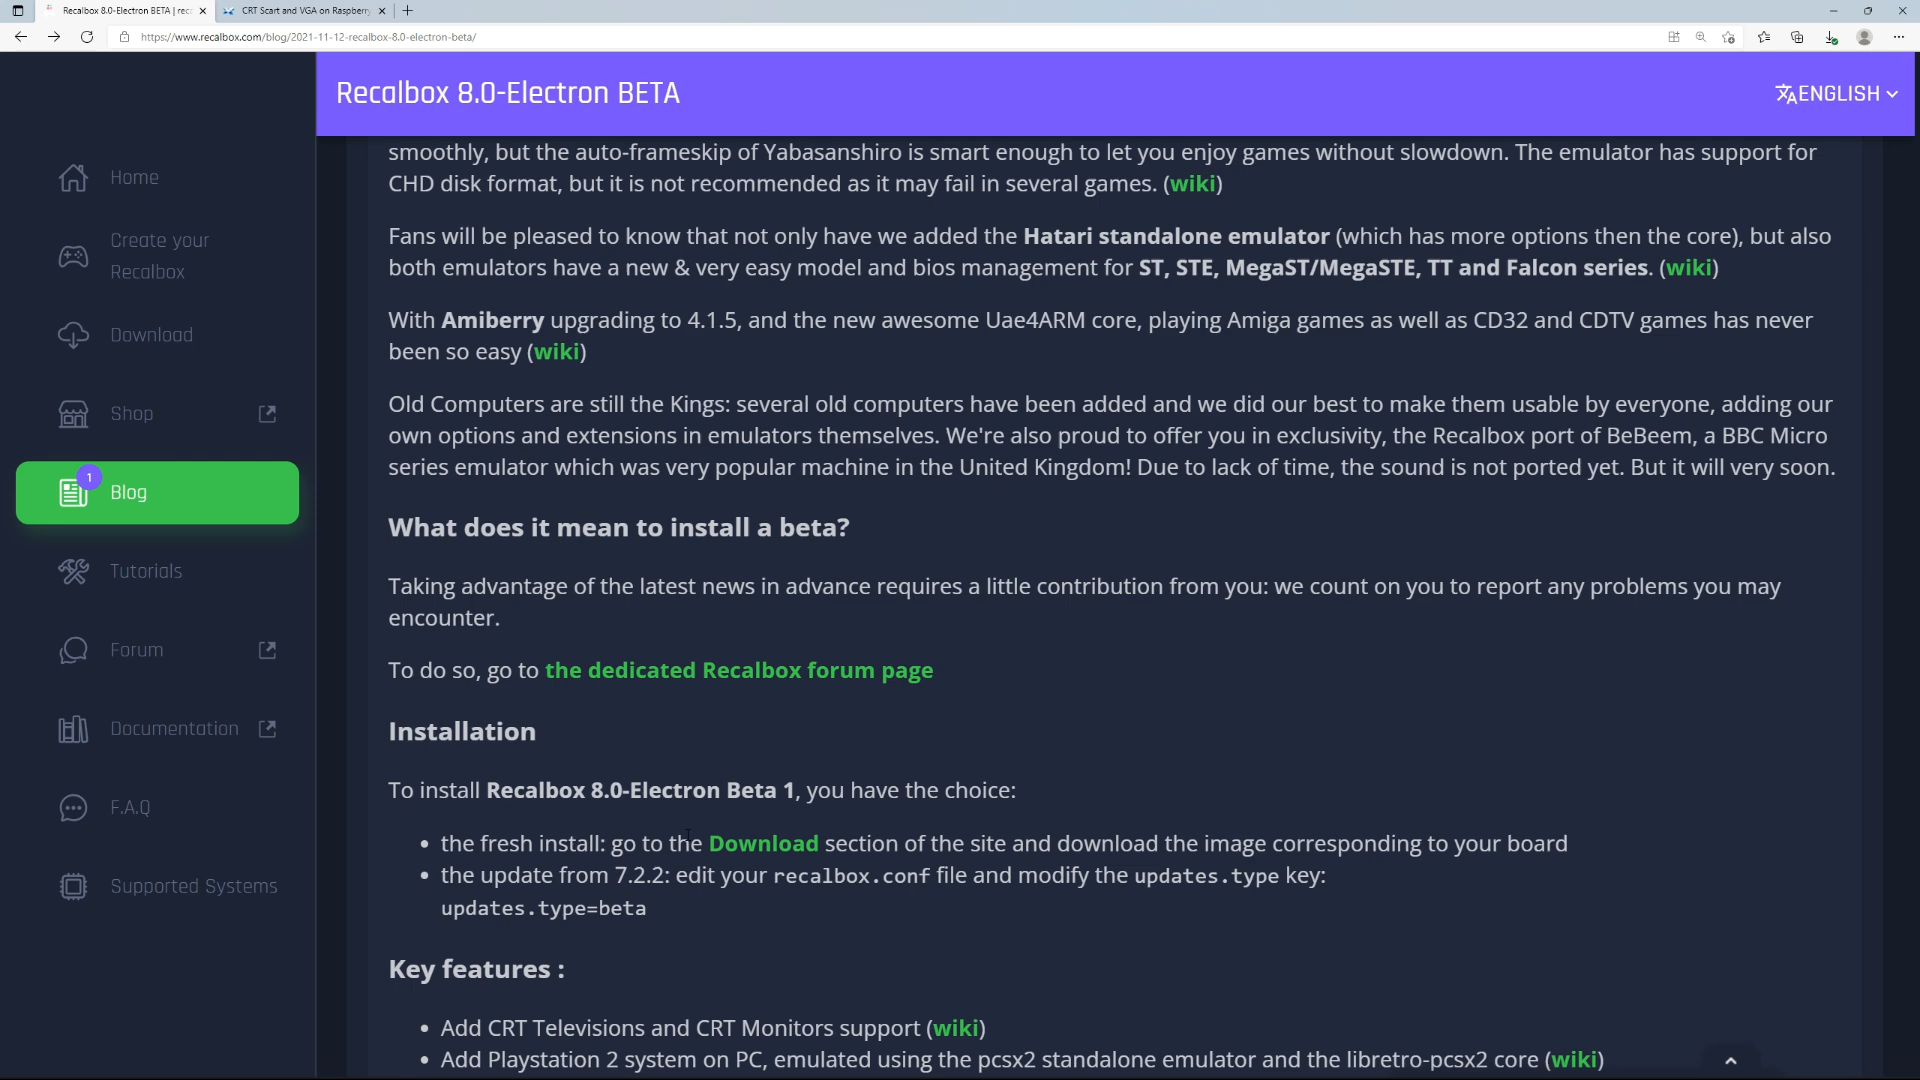 Recalbox 8.0-Electron BETA | rec
CRT Scart and VGA on Raspberry
https://www.recalbox.com/blog/2021-11-12-recalbox-8.0-electron-beta/
Recalbox 8.0-Electron BETA
ENGLISH
Home
Create your
Recalbox
Download
Shop
1
Blog
Tutorials
Forum
Documentation
F.A.Q
Supported Systems
smoothly, but the auto-frameskip of Yabasanshiro is smart enough to let you enjoy games without slowdown. The emulator has support for
CHD disk format, but it is not recommended as it may fail in several games. (wiki)
Fans will be pleased to know that not only have we added the Hatari standalone emulator (which has more options then the core), but also
both emulators have a new & very easy model and bios management for ST, STE, MegaST/MegaSTE, TT and Falcon series. (wiki)
With Amiberry upgrading to 4.1.5, and the new awesome Uae4ARM core, playing Amiga games as well as CD32 and CDTV games has never
been so easy (wiki)
Old Computers are still the Kings: several old computers have been added and we did our best to make them usable by everyone, adding our
own options and extensions in emulators themselves. We're also proud to offer you in exclusivity, the Recalbox port of BeBeem, a BBC Micro
series emulator which was very popular machine in the United Kingdom! Due to lack of time, the sound is not ported yet. But it will very soon.
What does it mean to install a beta?
Taking advantage of the latest news in advance requires a little contribution from you: we count on you to report any problems you may
encounter.
To do so, go to the dedicated Recalbox forum page
Installation
To install Recalbox 8.0-Electron Beta 1, you have the choice:
• the fresh install: go to the Download section of the site and download the image corresponding to your board
• the update from 7.2.2: edit your recalbox.conf file and modify the updates.type key:
updates.type=beta
Key features :
• Add CRT Televisions and CRT Monitors support (wiki)
• Add Playstation 2 system on PC, emulated using the pcsx2 standalone emulator and the libretro-pcsx2 core (wiki)